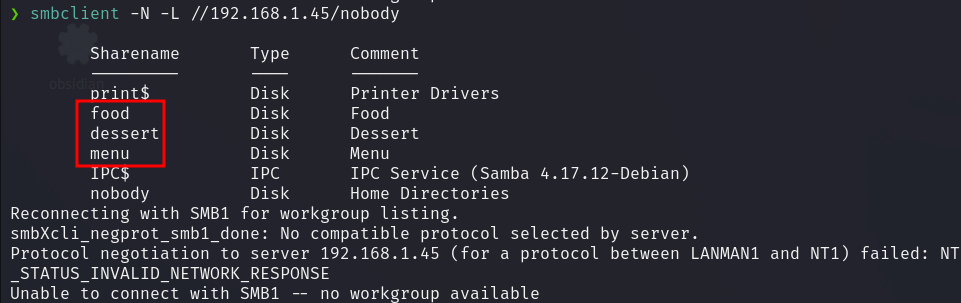 ❯ smbclient -N -L //192.168.1.45/nobody
Sharename Type Comment
--------- ---- -------
print$ Disk Printer Drivers
food Disk Food
dessert Disk Dessert
menu Disk Menu
IPC$ IPC IPC Service (Samba 4.17.12-Debian)
nobody Disk Home Directories
Reconnecting with SMB1 for workgroup listing.
smbXcli_negprot_smb1_done: No compatible protocol selected by server.
Protocol negotiation to server 192.168.1.45 (for a protocol between LANMAN1 and NT1) failed: NT
_STATUS_INVALID_NETWORK_RESPONSE
Unable to connect with SMB1 -- no workgroup available